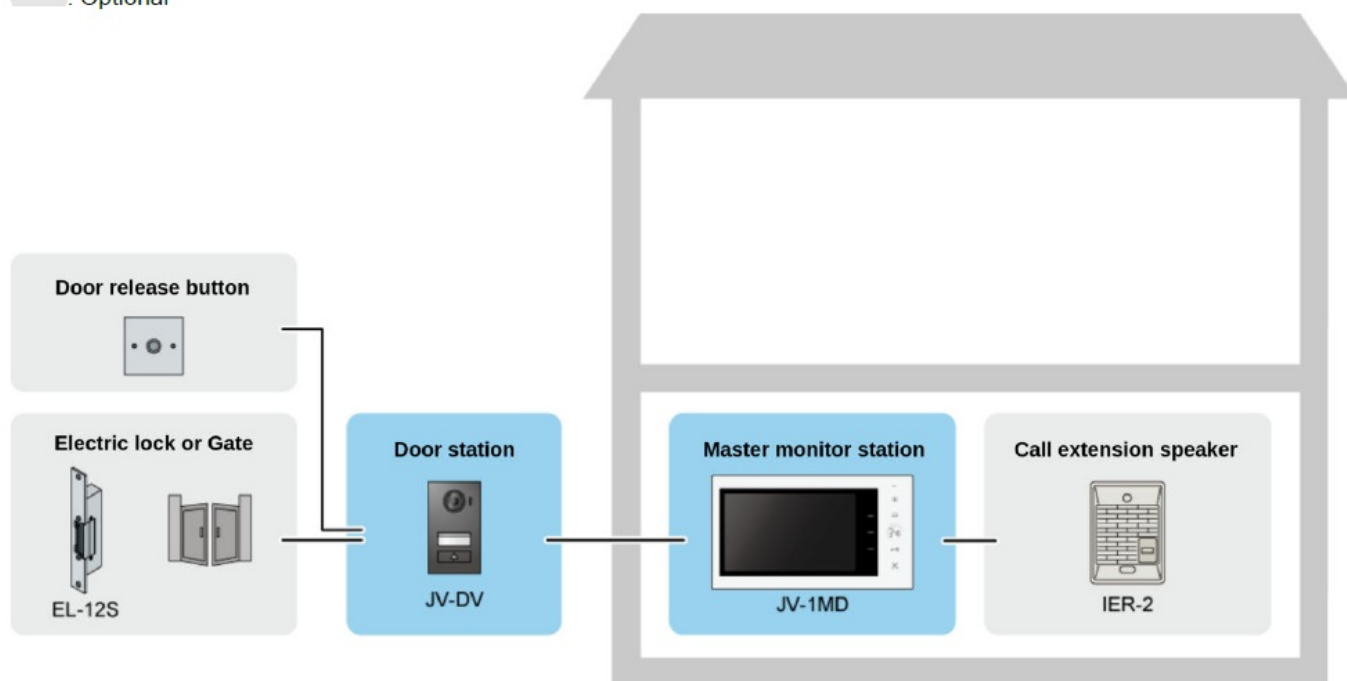 : Optional
Door release button
Electric lock or Gate
EL-12S
Door station
JV-DV
Master monitor station
JV-1MD
Call extension speaker
IER-2